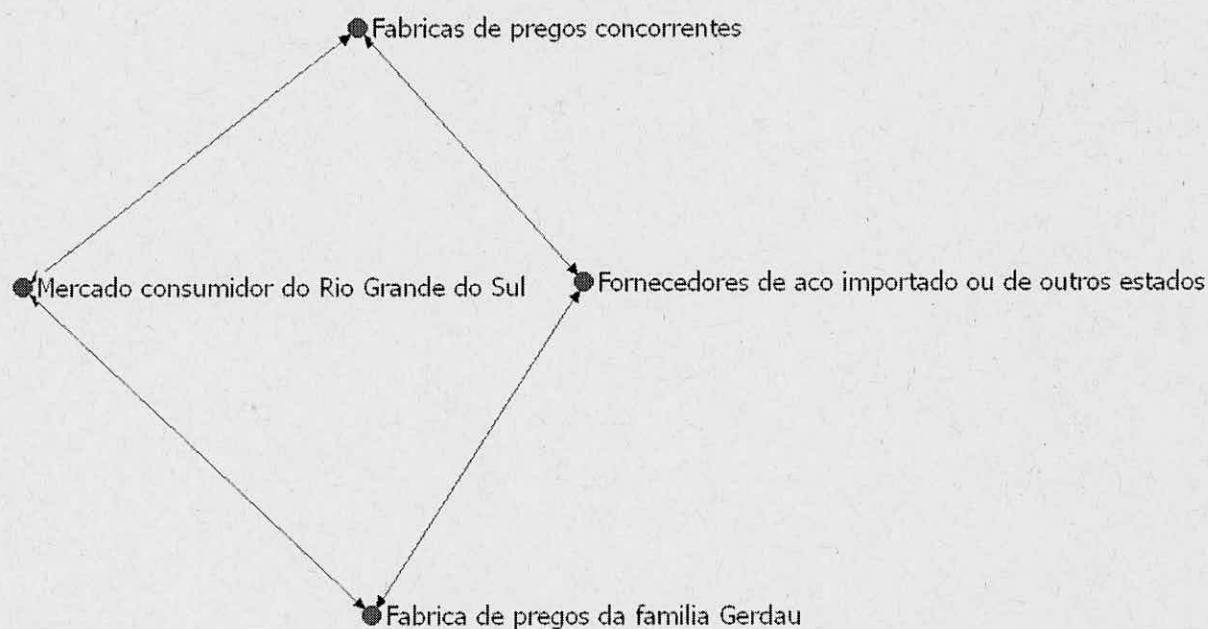 Fabricas de pregos concorrentes
Mercado consumidor do Rio Grande do Sul
Fornecedores de aco importado ou de outros estados
Fabrica de pregos da familia Gerdau